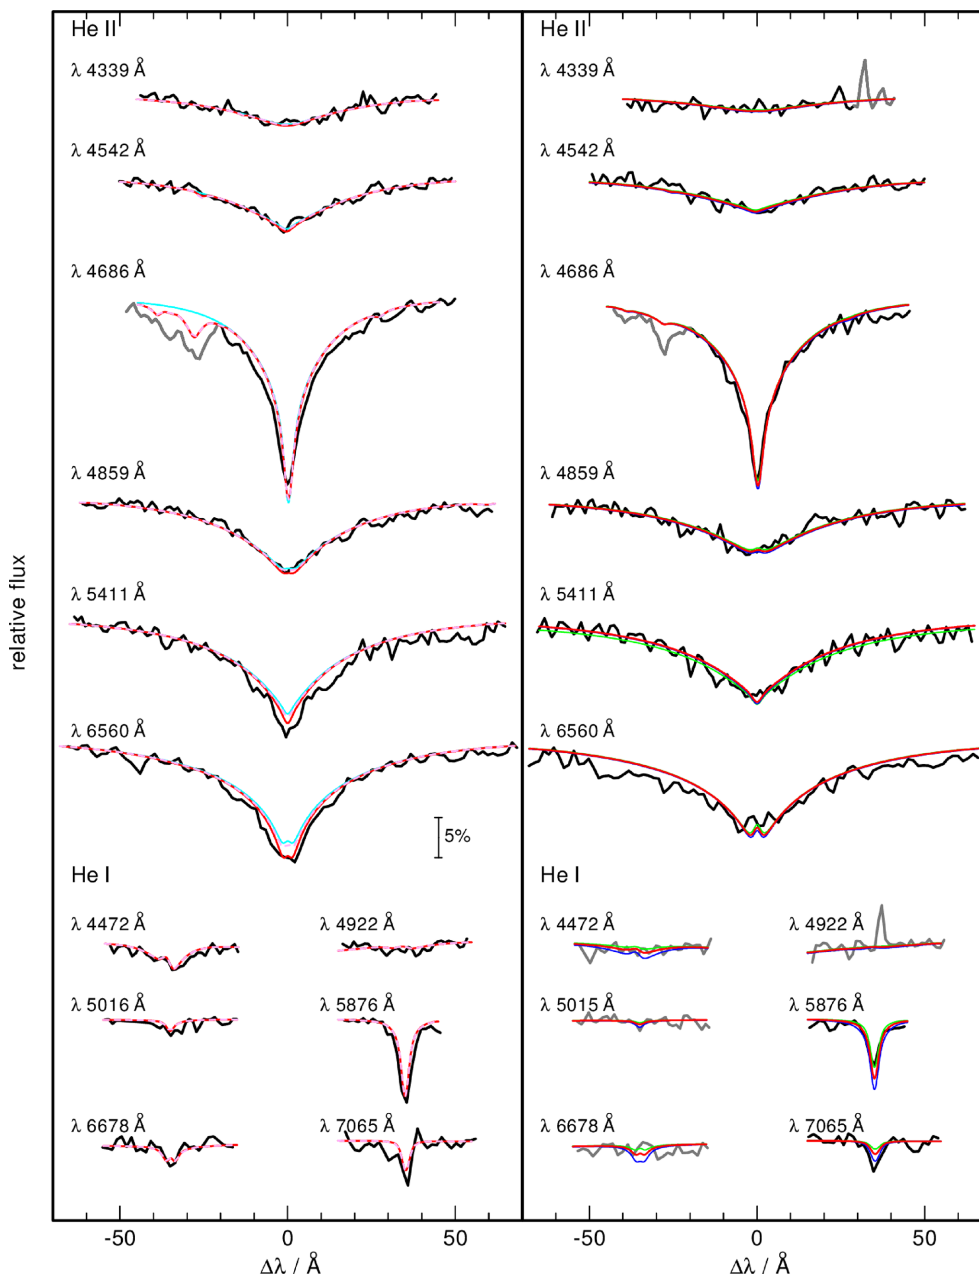 He II
λ 4339 Å
λ 4542 Å
λ 4686 Å
λ 4859 Å
λ 5411 Å
λ 6560 Å
5%
He I
λ 4472 Å
λ 4922 Å
λ 5016 Å
λ 5876 Å
λ 6678 Å
λ 7065 Å
He II
λ 4339 Å
λ 4542 Å
λ 4686 Å
λ 4859 Å
λ 5411 Å
λ 6560 Å
He I
λ 4472 Å
λ 4922 Å
λ 5015 Å
λ 5876 Å
λ 6678 Å
λ 7065 Å
relative flux
-50 0 50
-50 0 50
Δλ / Å
Δλ / Å